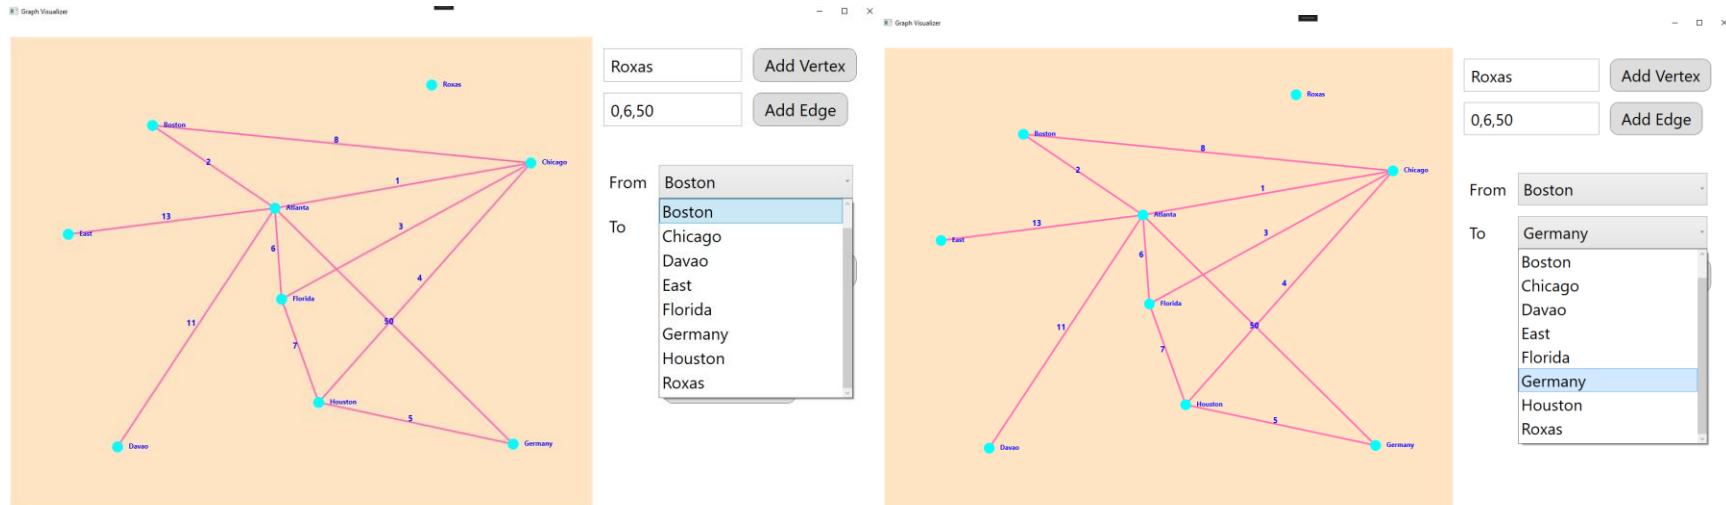 Graph Visualizer
Roxas
Add Vertex
0,6,50
Add Edge
From
Boston
To
Boston
Chicago
Davao
East
Florida
Germany
Houston
Roxas
Roxas
Boston
8
Chicago
2
1
Atlanta
13
East
3
6
4
Florida
11
50
7
Houston
5
Davao
Germany
Graph Visualizer
Roxas
Add Vertex
0,6,50
Add Edge
From
Boston
To
Germany
Boston
Chicago
Davao
East
Florida
Germany
Houston
Roxas
Roxas
Boston
8
Chicago
2
1
Atlanta
13
East
3
6
4
Florida
11
50
7
Houston
5
Davao
Germany